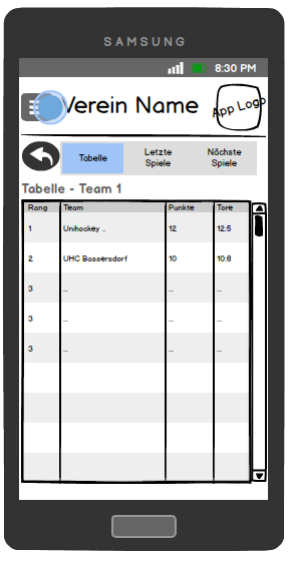 SAMSUNG
8:30 PM
Verein Name
App Logo
Tabelle
Letzte Spiele
Nächste Spiele
Tabelle - Team 1
Rang Team Punkte Tore
1 Unihockey .. 12 12:5
2 UHC Bassersdorf 10 10:8
3 ... ... ...
3 ... ... ...
3 ... ... ...